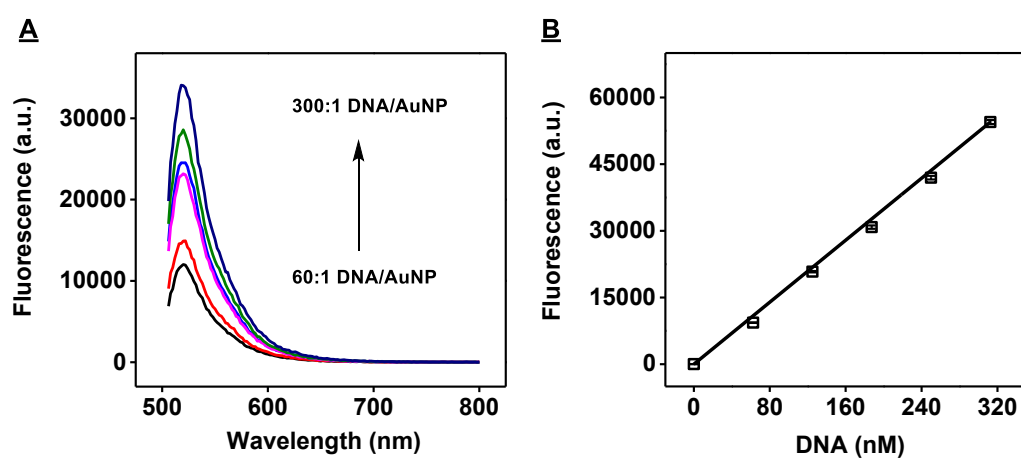 A
Fluorescence (a.u.)
30000
20000
10000
0
300:1 DNA/AuNP
60:1 DNA/AuNP
500
600
700
800
Wavelength (nm)
B
Fluorescence (a.u.)
60000
45000
30000
15000
0
0
80
160
240
320
DNA (nM)